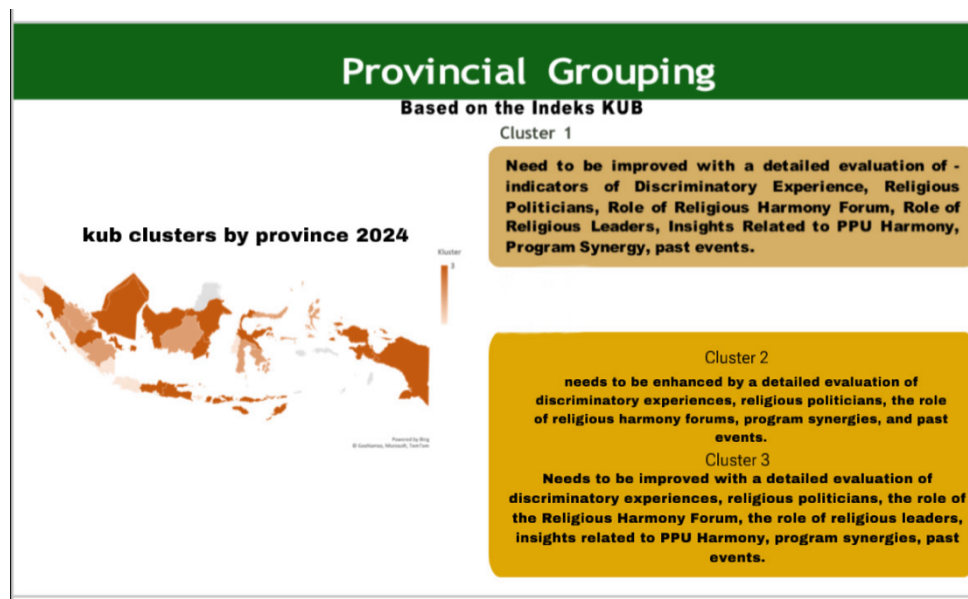 Provincial Grouping
Based on the Indeks KUB
Cluster 1
Need to be improved with a detailed evaluation of -
indicators of Discriminatory Experience, Religious
Politicians, Role of Religious Harmony Forum, Role of
Religious Leaders, Insights Related to PPU Harmony,
Program Synergy, past events.
kub clusters by province 2024
Kluster
3
Powered by Bing
© GeoNames, Microsoft, TomTom
Cluster 2
needs to be enhanced by a detailed evaluation of
discriminatory experiences, religious politicians, the role
of religious harmony forums, program synergies, and past
events.
Cluster 3
Needs to be improved with a detailed evaluation of
discriminatory experiences, religious politicians, the role of
the Religious Harmony Forum, the role of religious leaders,
insights related to PPU Harmony, program synergies, past
events.